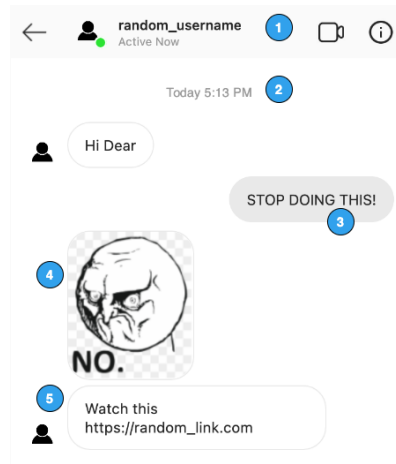 random_username
1
Active Now
Today 5:13 PM
2
Hi Dear
STOP DOING THIS!
3
4
NO.
5
Watch this
https://random_link.com